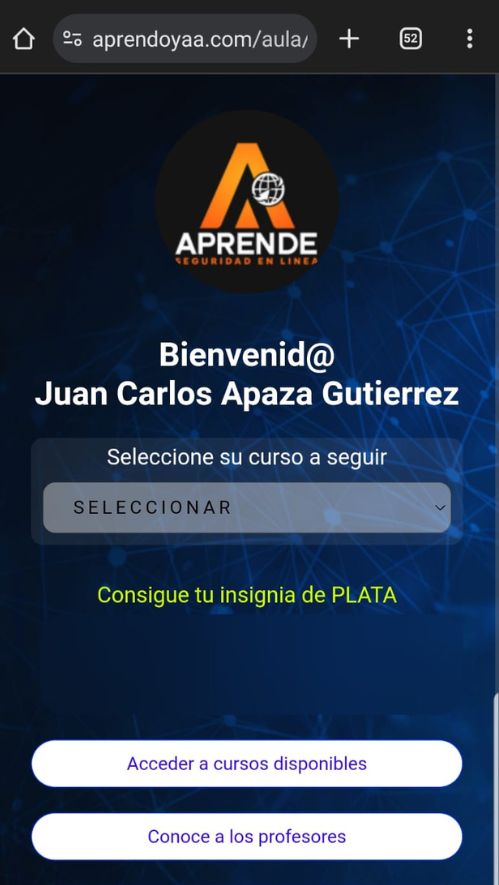 aprendoyaa.com/aula/
52
APRENDE
SEGURIDAD EN LINEA
Bienvenid@
Juan Carlos Apaza Gutierrez
Seleccione su curso a seguir
SELECCIONAR
Consigue tu insignia de PLATA
Acceder a cursos disponibles
Conoce a los profesores